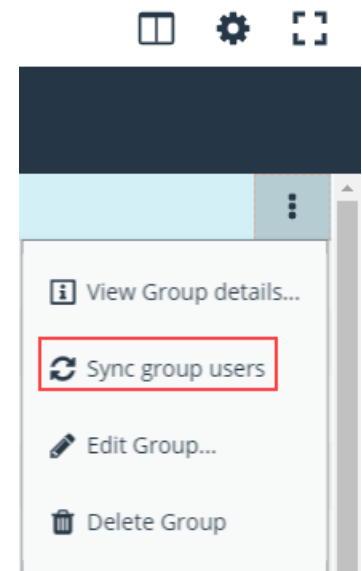 View Group details...
Sync group users
Edit Group...
Delete Group